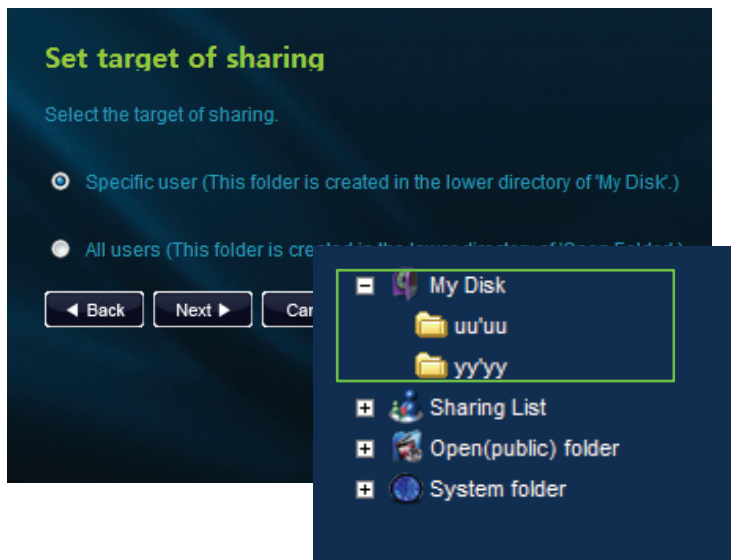 Set target of sharing
Select the target of sharing.
Specific user (This folder is created in the lower directory of 'My Disk'.)
All users (This folder is
◀ Back
Next ▶
My Disk
uu'uu
yy'yy
Sharing List
Open(public) folder
System folder